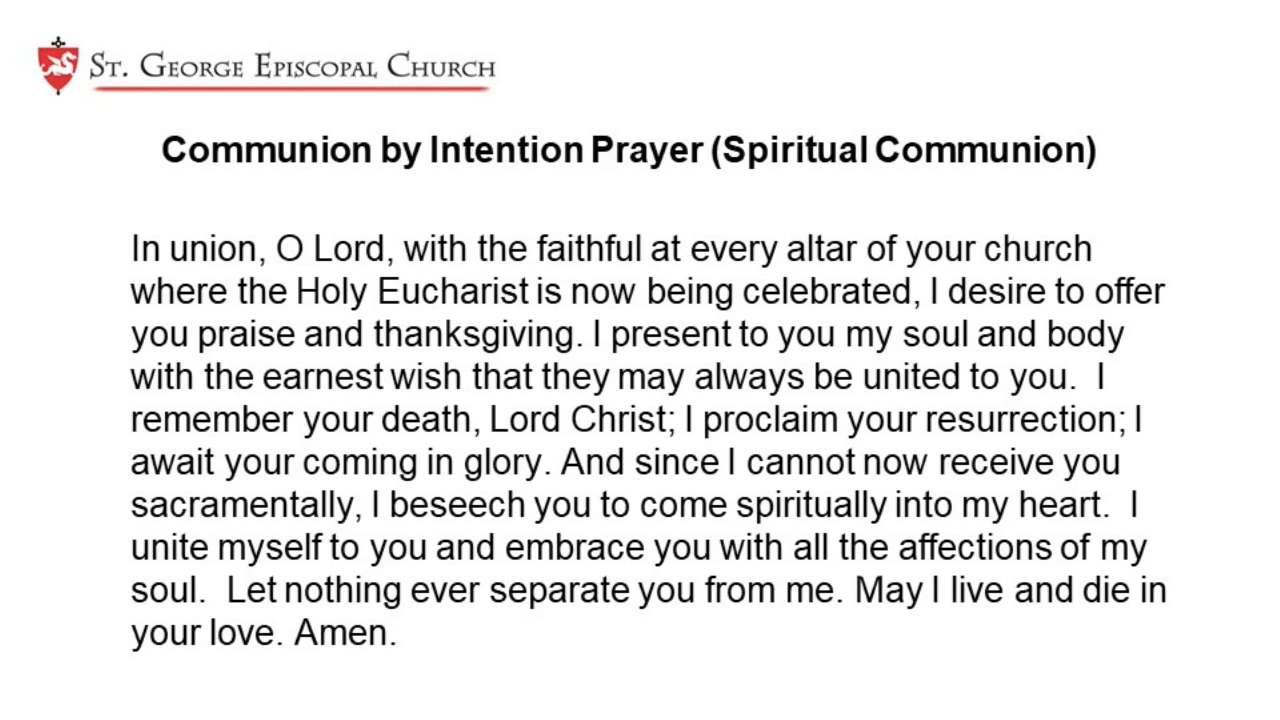 St. George Episcopal Church
Communion by Intention Prayer (Spiritual Communion)
In union, O Lord, with the faithful at every altar of your church
where the Holy Eucharist is now being celebrated, I desire to offer
you praise and thanksgiving. I present to you my soul and body
with the earnest wish that they may always be united to you.  I
remember your death, Lord Christ; I proclaim your resurrection; I
await your coming in glory. And since I cannot now receive you
sacramentally, I beseech you to come spiritually into my heart.  I
unite myself to you and embrace you with all the affections of my
soul.  Let nothing ever separate you from me. May I live and die in
your love. Amen.